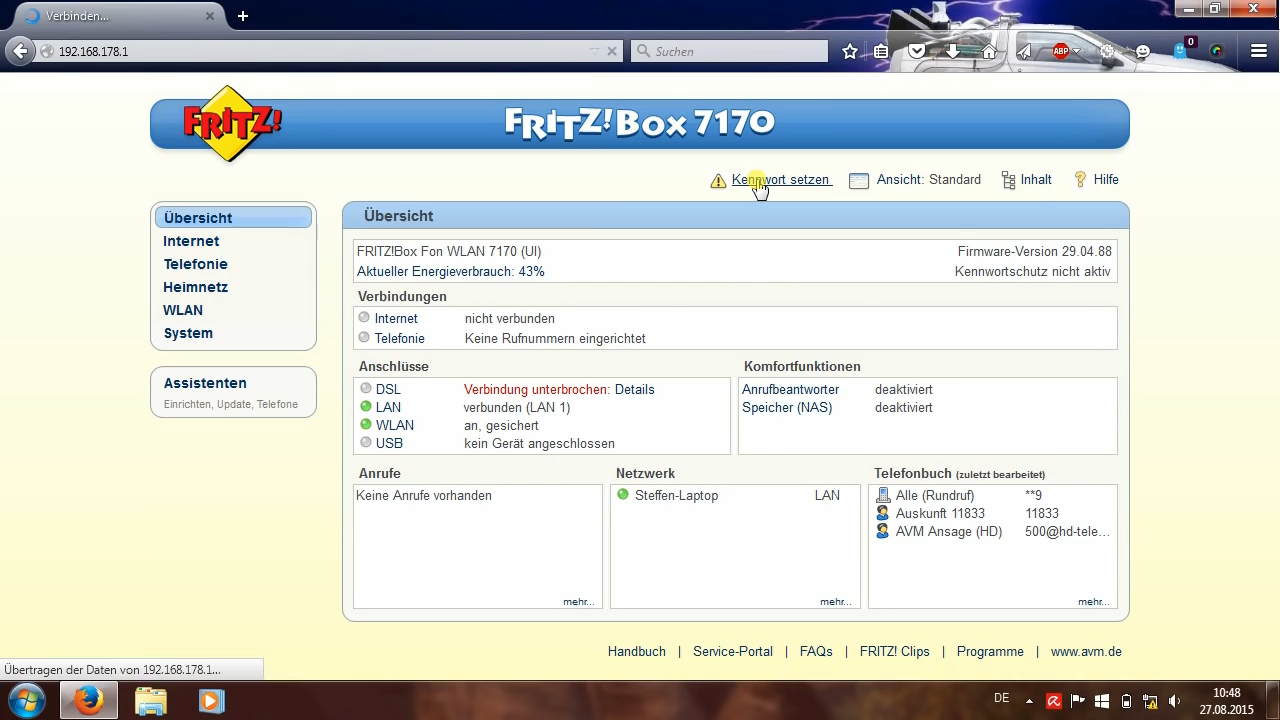 Verbinden...
192.168.178.1
Suchen
ABP
0
FRITZ!
FRITZ!Box 7170
Kennwort setzen
Ansicht: Standard
Inhalt
Hilfe
Übersicht
Internet
Telefonie
Heimnetz
WLAN
System
Assistenten
Einrichten, Update, Telefone
Übersicht
FRITZ!Box Fon WLAN 7170 (UI)
Firmware-Version 29.04.88
Aktueller Energieverbrauch: 43%
Kennwortschutz nicht aktiv
Verbindungen
Internet nicht verbunden
Telefonie Keine Rufnummern eingerichtet
Anschlüsse
DSL Verbindung unterbrochen: Details
LAN verbunden (LAN 1)
WLAN an, gesichert
USB kein Gerät angeschlossen
Komfortfunktionen
Anrufbeantworter deaktiviert
Speicher (NAS) deaktiviert
Anrufe
Keine Anrufe vorhanden
mehr...
Netzwerk
Steffen-Laptop LAN
mehr...
Telefonbuch (zuletzt bearbeitet)
Alle (Rundruf) **9
Auskunft 11833 11833
AVM Ansage (HD) 500@hd-tele...
mehr...
Handbuch | Service-Portal | FAQs | FRITZ! Clips | Programme | www.avm.de
Übertragen der Daten von 192.168.178.1...
DE
10:48
27.08.2015